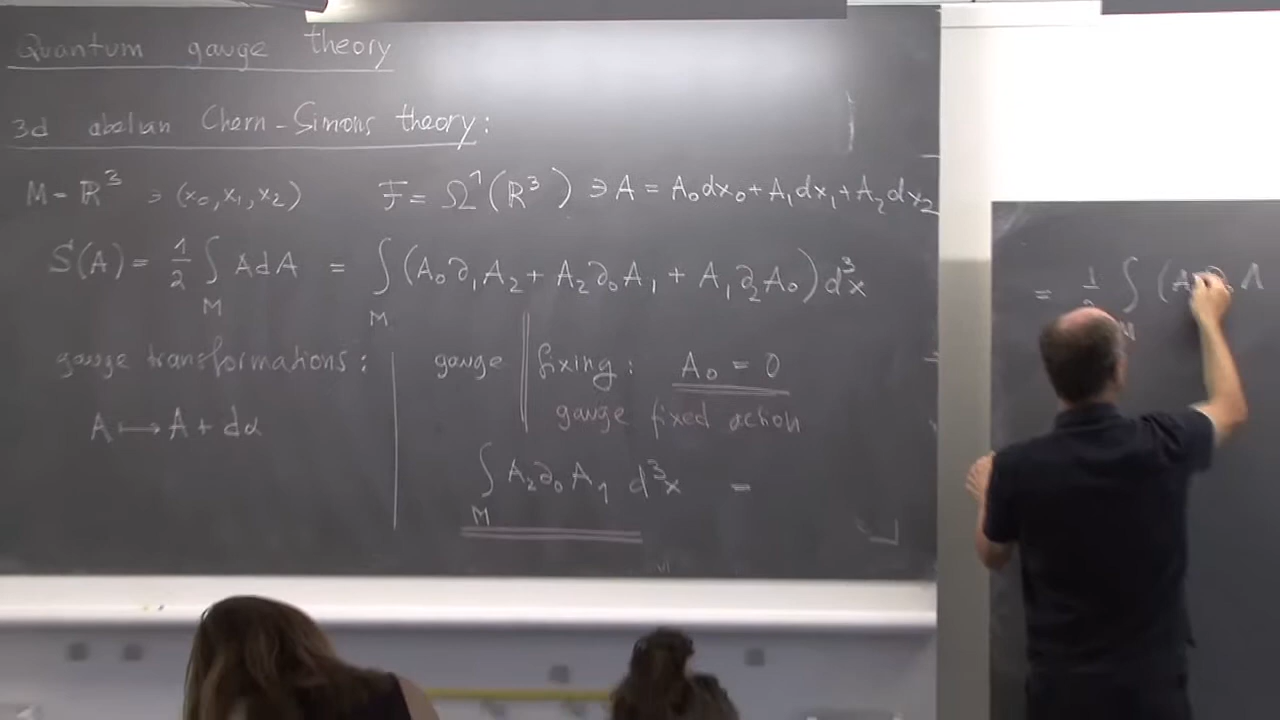 Quantum gauge theory
3d abelian Chern-Simons theory:
M = ℝ³ ∋ (x₀, x₁, x₂) F = Ω¹(ℝ³) ∋ A = A₀dx₀ + A₁dx₁ + A₂dx₂
S(A) = 1/2 ∫_M A dA = ∫_M (A₀∂₁A₂ + A₂∂₀A₁ + A₁∂₂A₀) d³x
gauge transformations:
A ↦ A + dα
gauge fixing: A₀ = 0
gauge fixed action
∫_M A₂∂₀A₁ d³x =
= 1/2 ∫_M (A